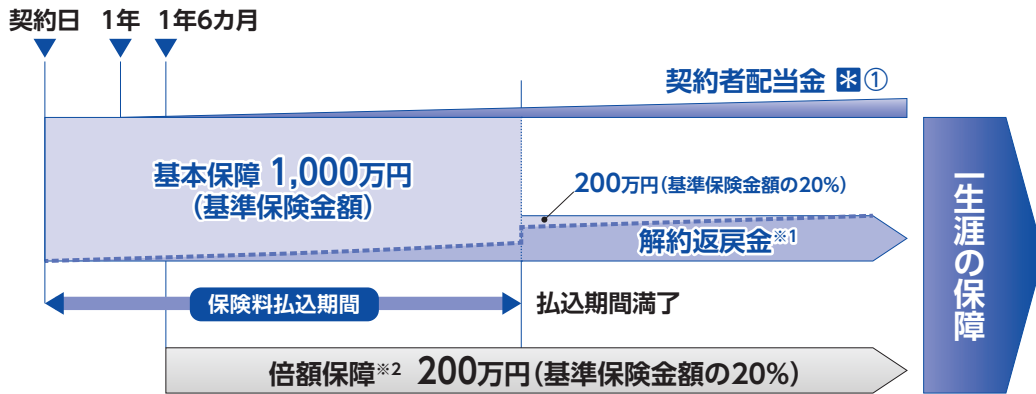 契約日 1年 1年6カ月
契約者配当金 *①
基本保障 1,000万円
(基準保険金額)
200万円(基準保険金額の20%)
解約返戻金※1
保険料払込期間
払込期間満了
倍額保障※2 200万円(基準保険金額の20%)
一生涯の保障